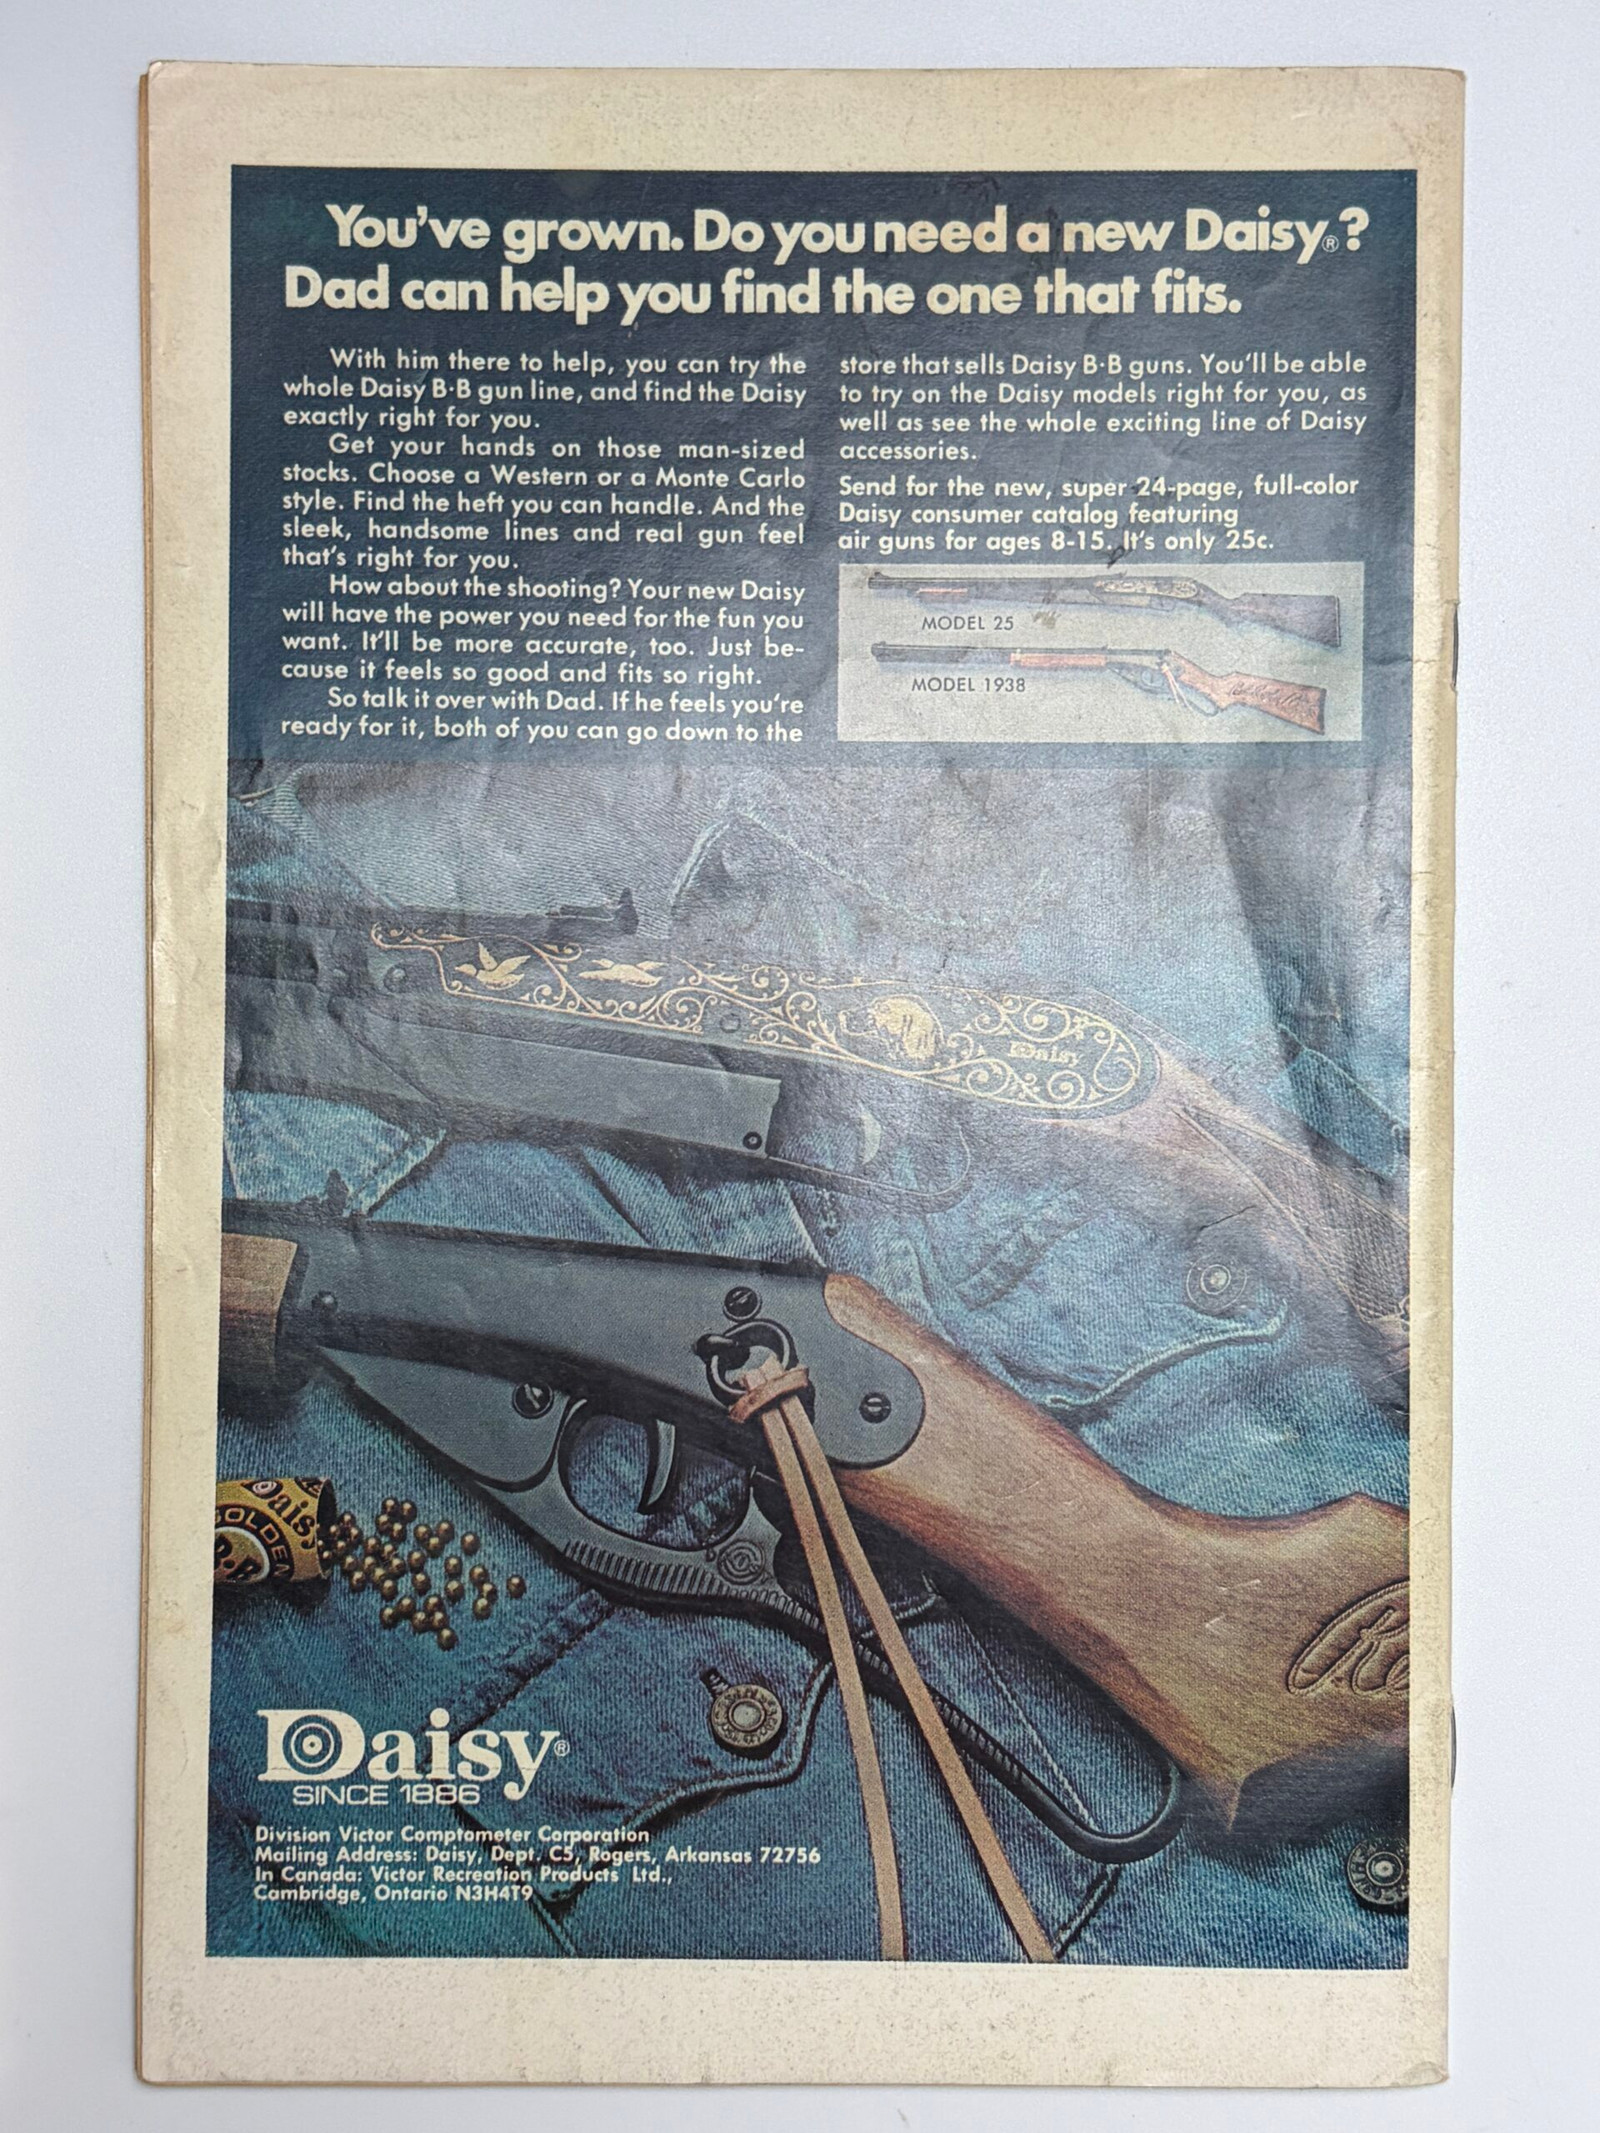 You've grown. Do you need a new Daisy®?
Dad can help you find the one that fits.
With him there to help, you can try the
whole Daisy B·B gun line, and find the Daisy
exactly right for you.
Get your hands on those man-sized
stocks. Choose a Western or a Monte Carlo
style. Find the heft you can handle. And the
sleek, handsome lines and real gun feel
that's right for you.
How about the shooting? Your new Daisy
will have the power you need for the fun you
want. It'll be more accurate, too. Just be-
cause it feels so good and fits so right.
So talk it over with Dad. If he feels you're
ready for it, both of you can go down to the
store that sells Daisy B·B guns. You'll be able
to try on the Daisy models right for you, as
well as see the whole exciting line of Daisy
accessories.
Send for the new, super 24-page, full-color
Daisy consumer catalog featuring
air guns for ages 8-15. It's only 25c.
MODEL 25
MODEL 1938
Daisy
Daisy
GOLDEN
Daisy®
SINCE 1886
Division Victor Comptometer Corporation
Mailing Address: Daisy, Dept. C5, Rogers, Arkansas 72756
In Canada: Victor Recreation Products Ltd.,
Cambridge, Ontario N3H4T9